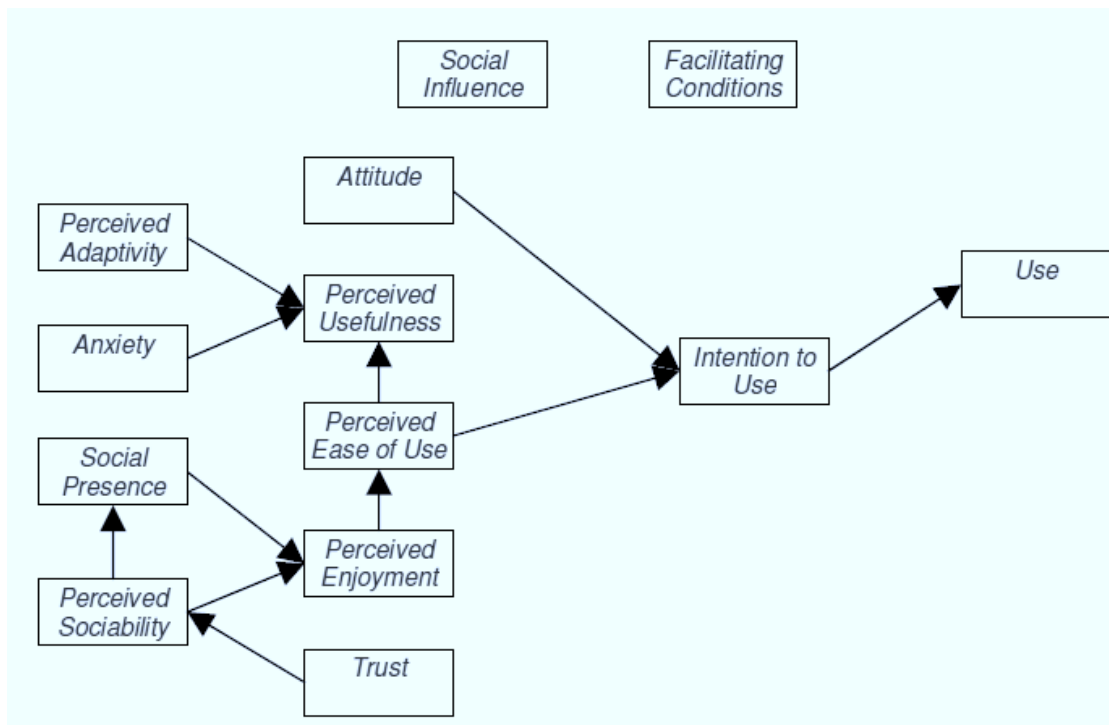 Social
Influence
Facilitating
Conditions
Attitude
Perceived
Adaptivity
Use
Perceived
Usefulness
Anxiety
Intention to
Use
Perceived
Ease of Use
Social
Presence
Perceived
Enjoyment
Perceived
Sociability
Trust